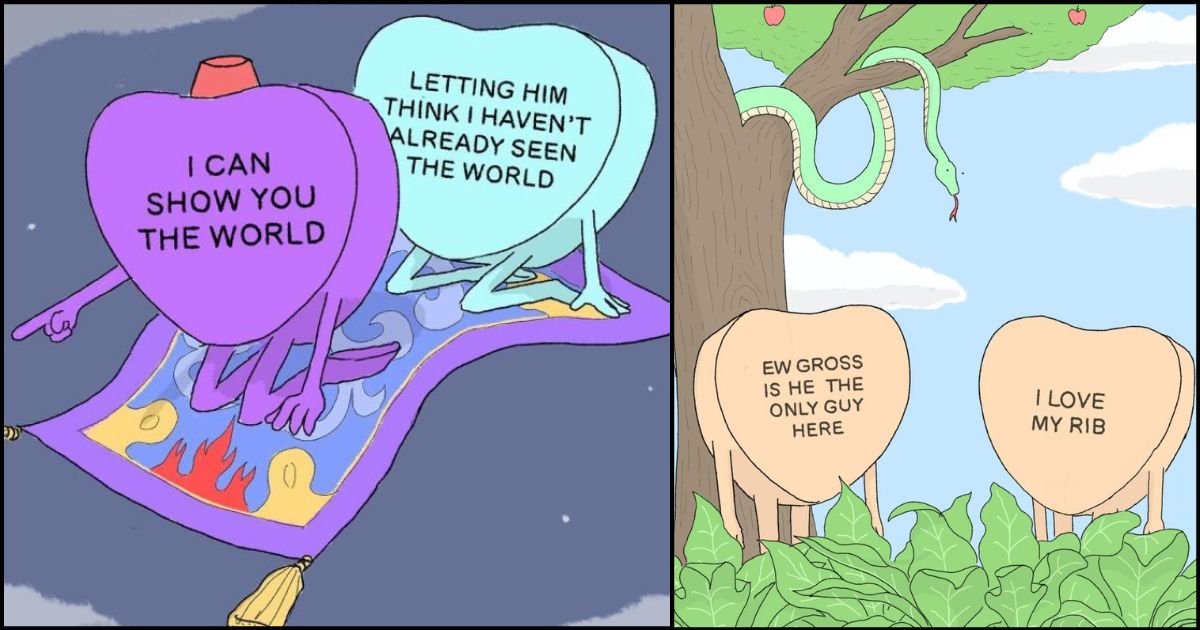 I CAN
SHOW YOU
THE WORLD
LETTING HIM
THINK I HAVEN'T
ALREADY SEEN
THE WORLD
EW GROSS
IS HE THE
ONLY GUY
HERE
I LOVE
MY RIB